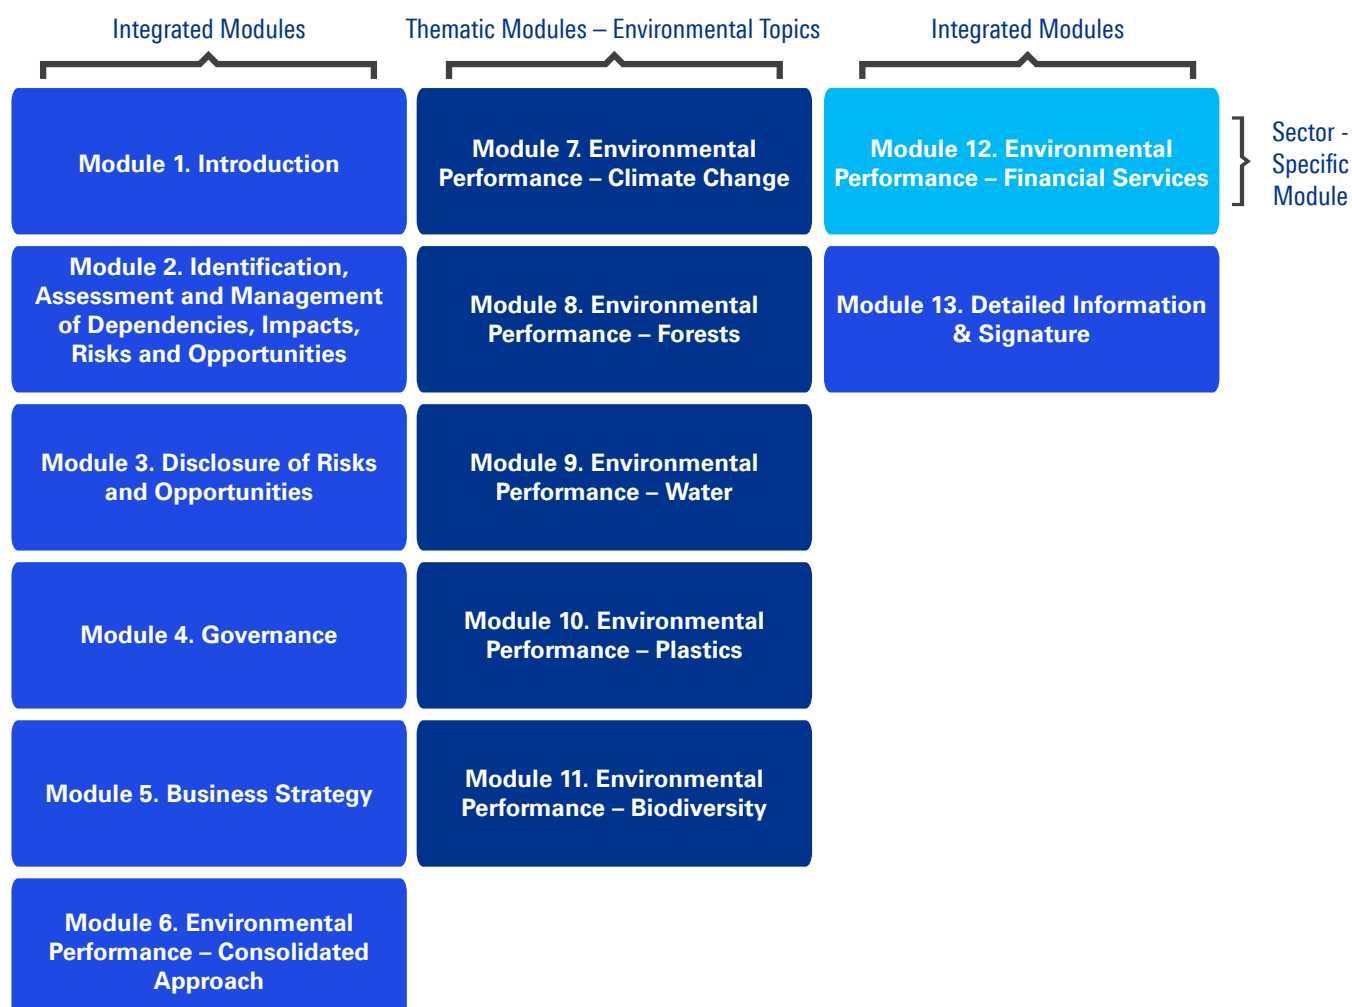 Integrated Modules
Thematic Modules – Environmental Topics
Integrated Modules
Module 1. Introduction
Module 2. Identification,
Assessment and Management
of Dependencies, Impacts,
Risks and Opportunities
Module 3. Disclosure of Risks
and Opportunities
Module 4. Governance
Module 5. Business Strategy
Module 6. Environmental
Performance – Consolidated
Approach
Module 7. Environmental
Performance – Climate Change
Module 8. Environmental
Performance – Forests
Module 9. Environmental
Performance – Water
Module 10. Environmental
Performance – Plastics
Module 11. Environmental
Performance – Biodiversity
Module 12. Environmental
Performance – Financial Services
Module 13. Detailed Information
& Signature
Sector -
Specific
Module